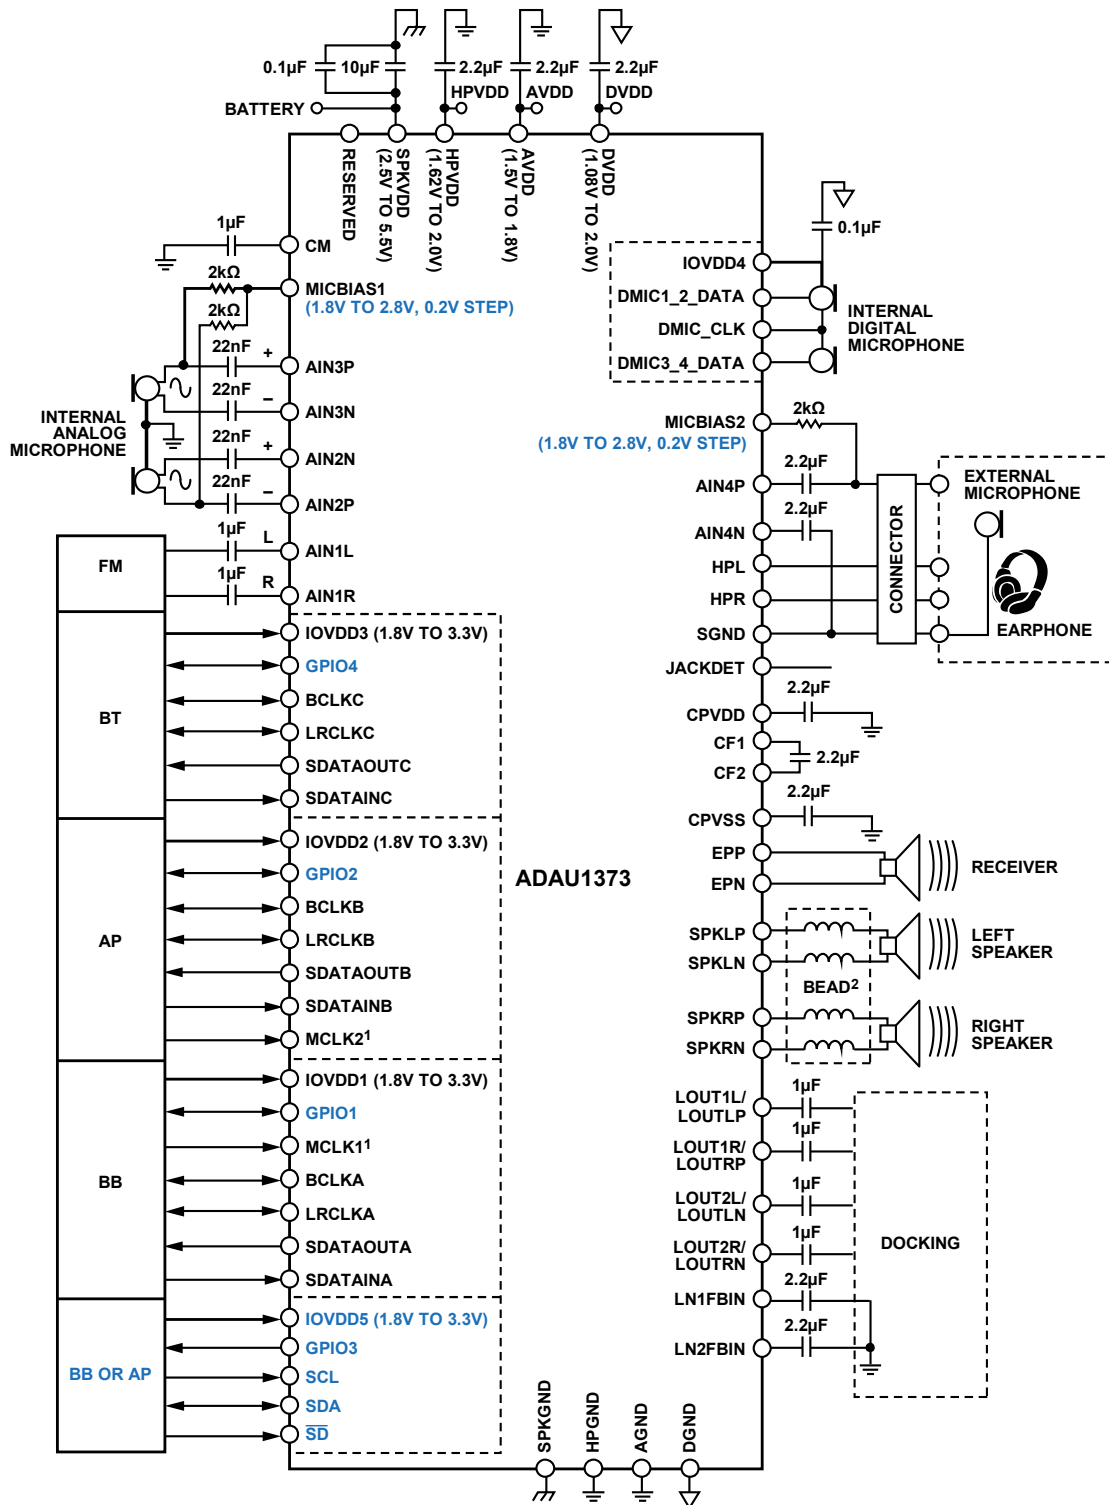 0.1µF
10µF
2.2µF
2.2µF
2.2µF
HPVDD
AVDD
DVDD
BATTERY
RESERVED
SPKVDD
(2.5V TO 5.5V)
HPVDD
(1.62V TO 2.0V)
AVDD
(1.5V TO 1.8V)
DVDD
(1.08V TO 2.0V)
1µF
CM
2kΩ
MICBIAS1
(1.8V TO 2.8V, 0.2V STEP)
2kΩ
22nF
+
AIN3P
22nF
–
AIN3N
INTERNAL
ANALOG
MICROPHONE
22nF
+
AIN2N
22nF
–
AIN2P
1µF
L
AIN1L
FM
1µF
R
AIN1R
IOVDD3 (1.8V TO 3.3V)
GPIO4
BCLKC
BT
LRCLKC
SDATAOUTC
SDATAINC
IOVDD2 (1.8V TO 3.3V)
GPIO2
BCLKB
AP
LRCLKB
SDATAOUTB
SDATAINB
MCLK2¹
IOVDD1 (1.8V TO 3.3V)
GPIO1
MCLK1¹
BB
BCLKA
LRCLKA
SDATAOUTA
SDATAINA
IOVDD5 (1.8V TO 3.3V)
GPIO3
BB OR AP
SCL
SDA
SD
ADAU1373
0.1µF
IOVDD4
DMIC1_2_DATA
DMIC_CLK
DMIC3_4_DATA
INTERNAL
DIGITAL
MICROPHONE
MICBIAS2
2kΩ
(1.8V TO 2.8V, 0.2V STEP)
2.2µF
AIN4P
2.2µF
AIN4N
HPL
HPR
SGND
CONNECTOR
EXTERNAL
MICROPHONE
EARPHONE
JACKDET
2.2µF
CPVDD
CF1
2.2µF
CF2
2.2µF
CPVSS
EPP
EPN
RECEIVER
SPKLP
SPKLN
LEFT
SPEAKER
BEAD²
SPKRP
SPKRN
RIGHT
SPEAKER
1µF
LOUT1L/
LOUTLP
1µF
LOUT1R/
LOUTRP
1µF
LOUT2L/
LOUTLN
1µF
LOUT2R/
LOUTRN
DOCKING
2.2µF
LN1FBIN
2.2µF
LN2FBIN
SPKGND
HPGND
AGND
DGND